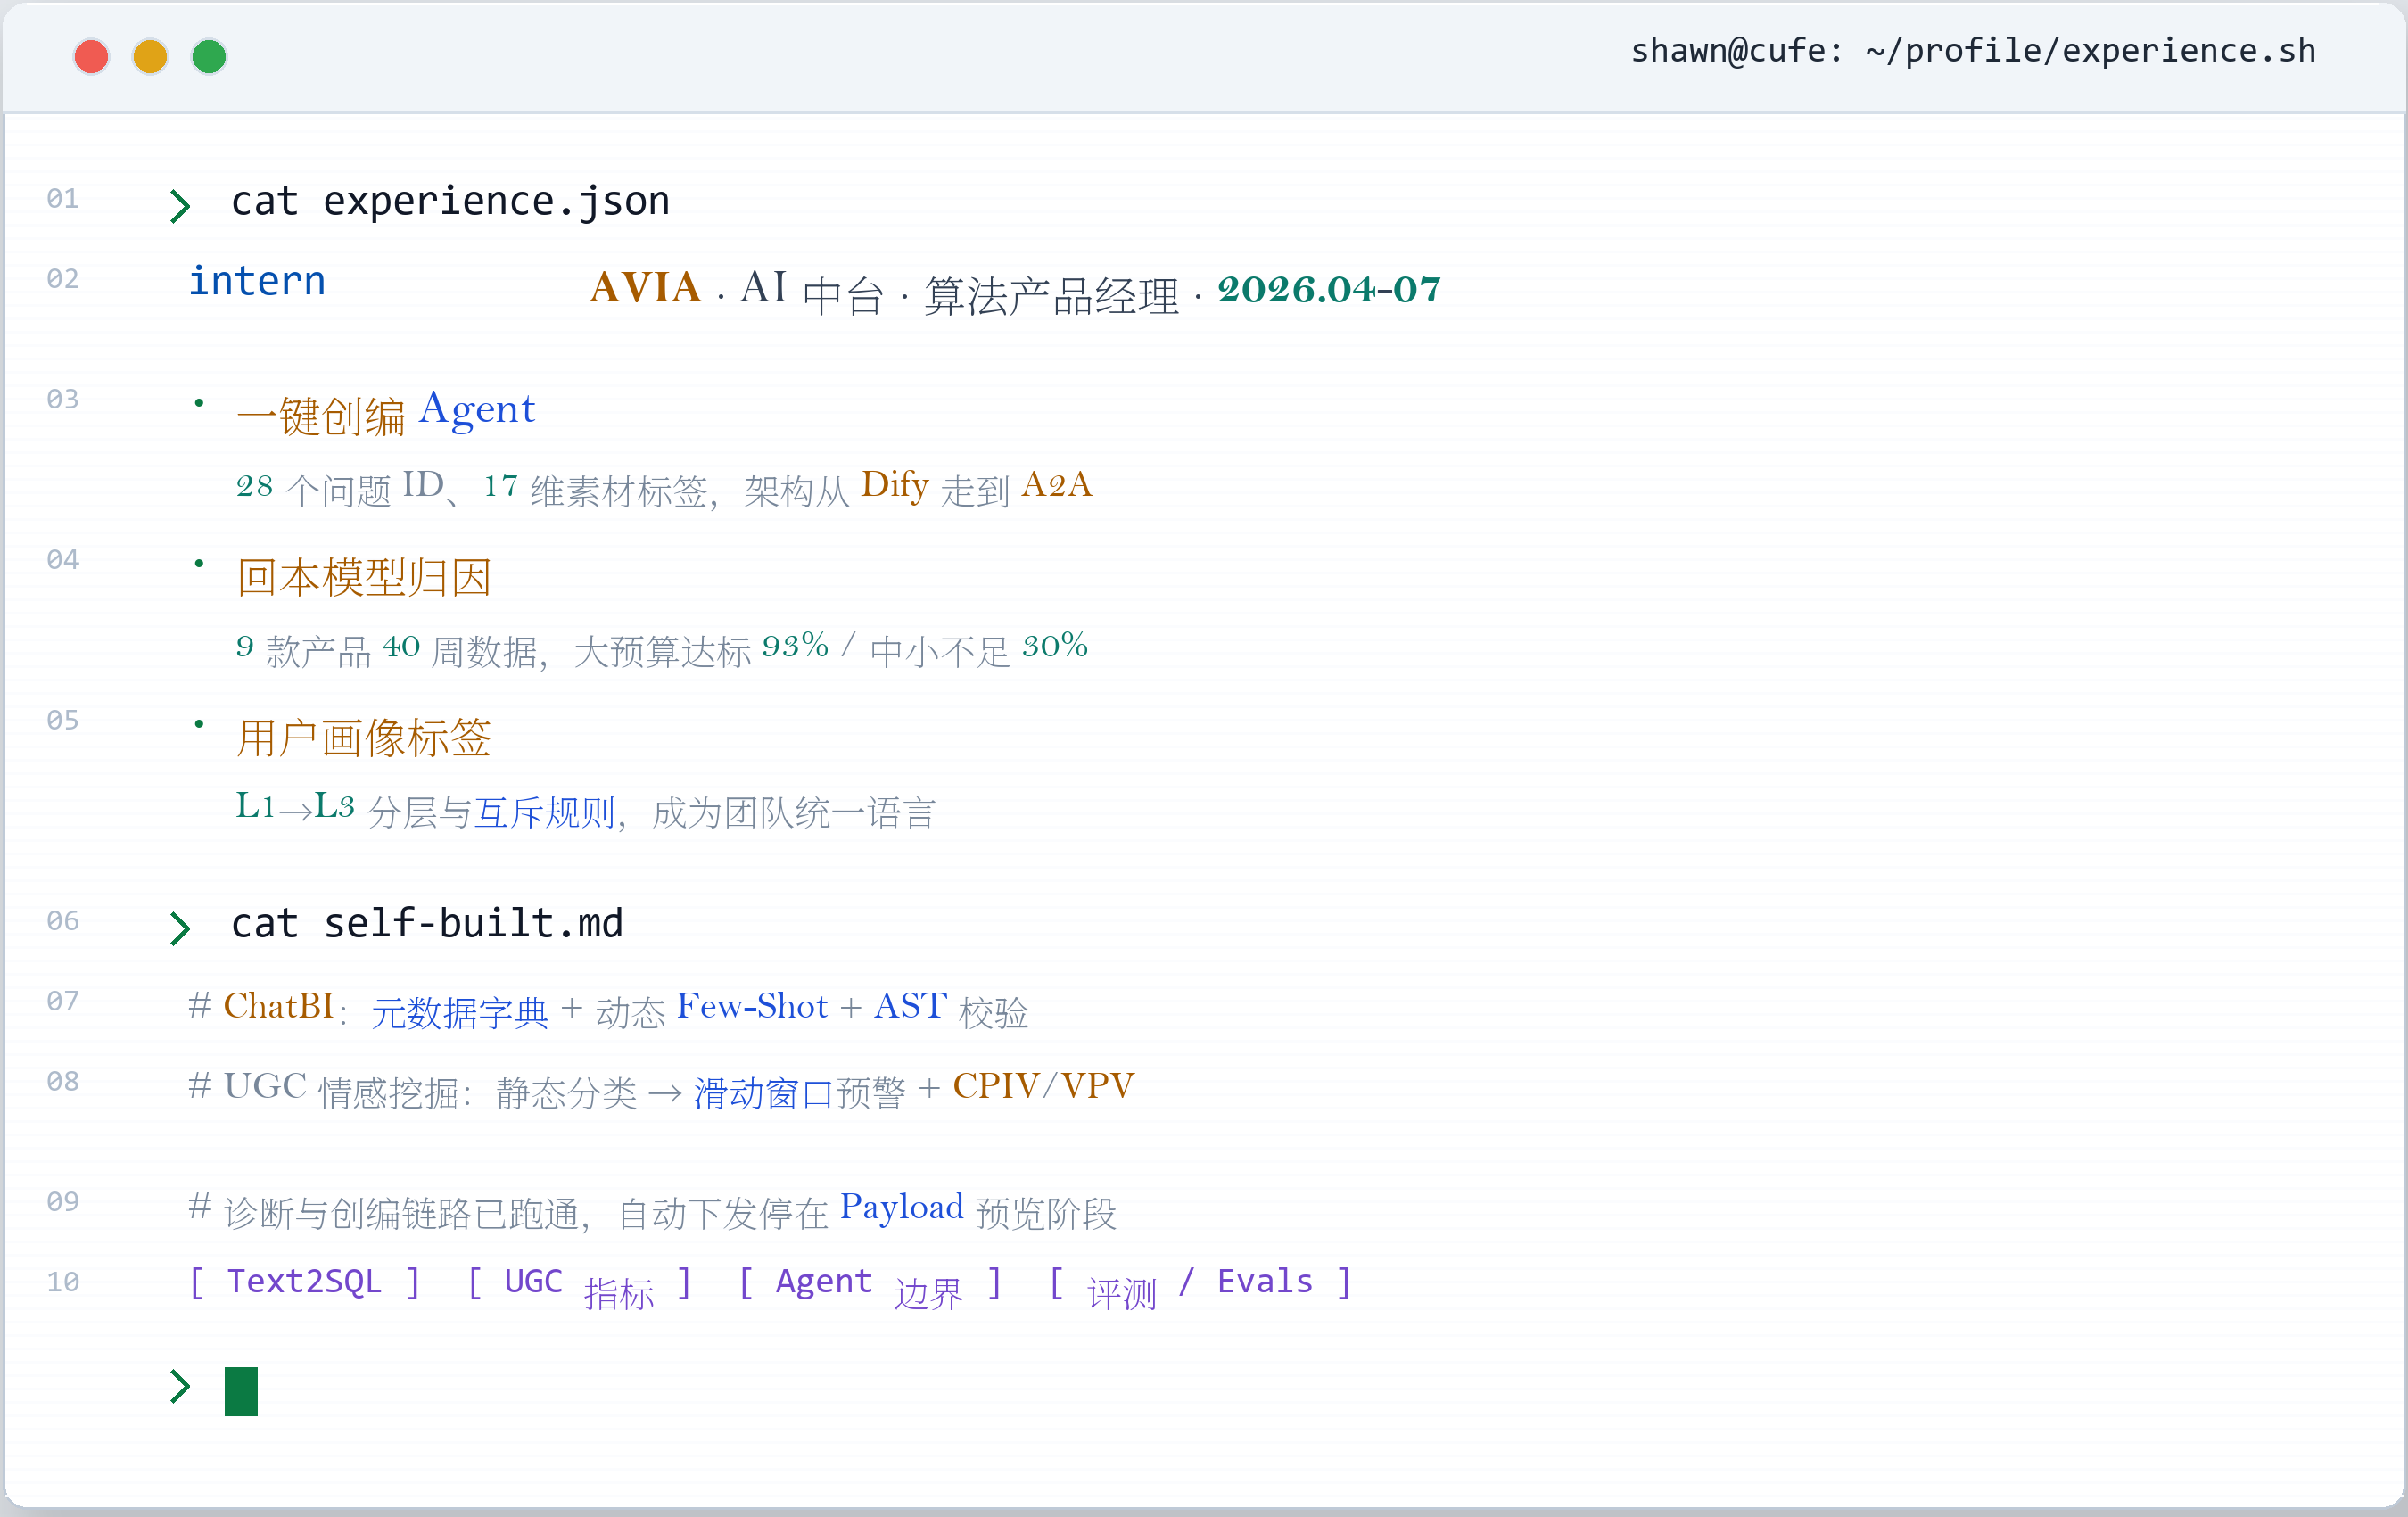 shawn@cufe: ~/profile/experience.sh
01 > cat experience.json
02 intern AVIA · AI 中台 · 算法产品经理 · 2026.04-07
03 • 一键创编 Agent
28 个问题 ID、17 维素材标签，架构从 Dify 走到 A2A
04 • 回本模型归因
9 款产品 40 周数据，大预算达标 93% / 中小不足 30%
05 • 用户画像标签
L1→L3 分层与互斥规则，成为团队统一语言
06 > cat self-built.md
07 # ChatBI：元数据字典 + 动态 Few-Shot + AST 校验
08 # UGC 情感挖掘：静态分类 → 滑动窗口预警 + CPIV/VPV
09 # 诊断与创编链路已跑通，自动下发停在 Payload 预览阶段
10 [ Text2SQL ] [ UGC 指标 ] [ Agent 边界 ] [ 评测 / Evals ]
>